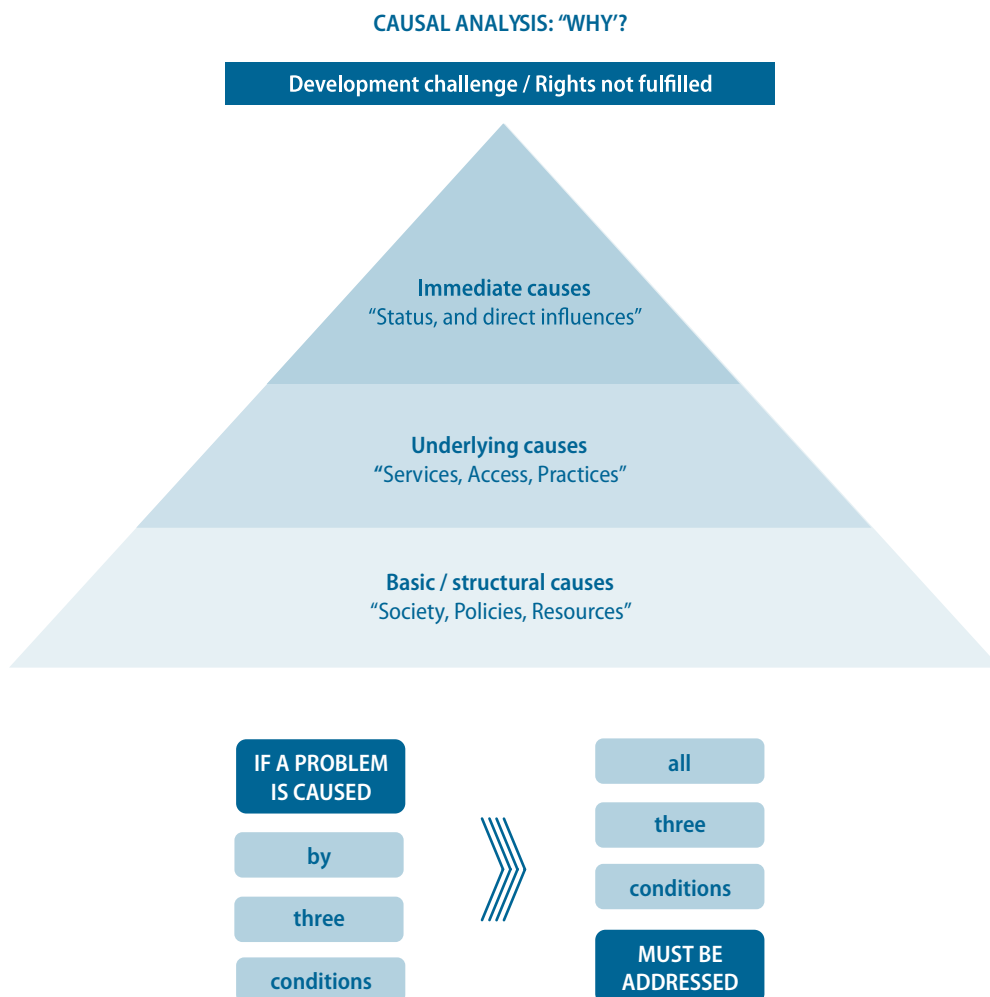 CAUSAL ANALYSIS: “WHY’?
Development challenge / Rights not fulfilled
Immediate causes
“Status, and direct influences”
Underlying causes
“Services, Access, Practices”
Basic / structural causes
“Society, Policies, Resources”
IF A PROBLEM
IS CAUSED
by
three
conditions
all
three
conditions
MUST BE
ADDRESSED